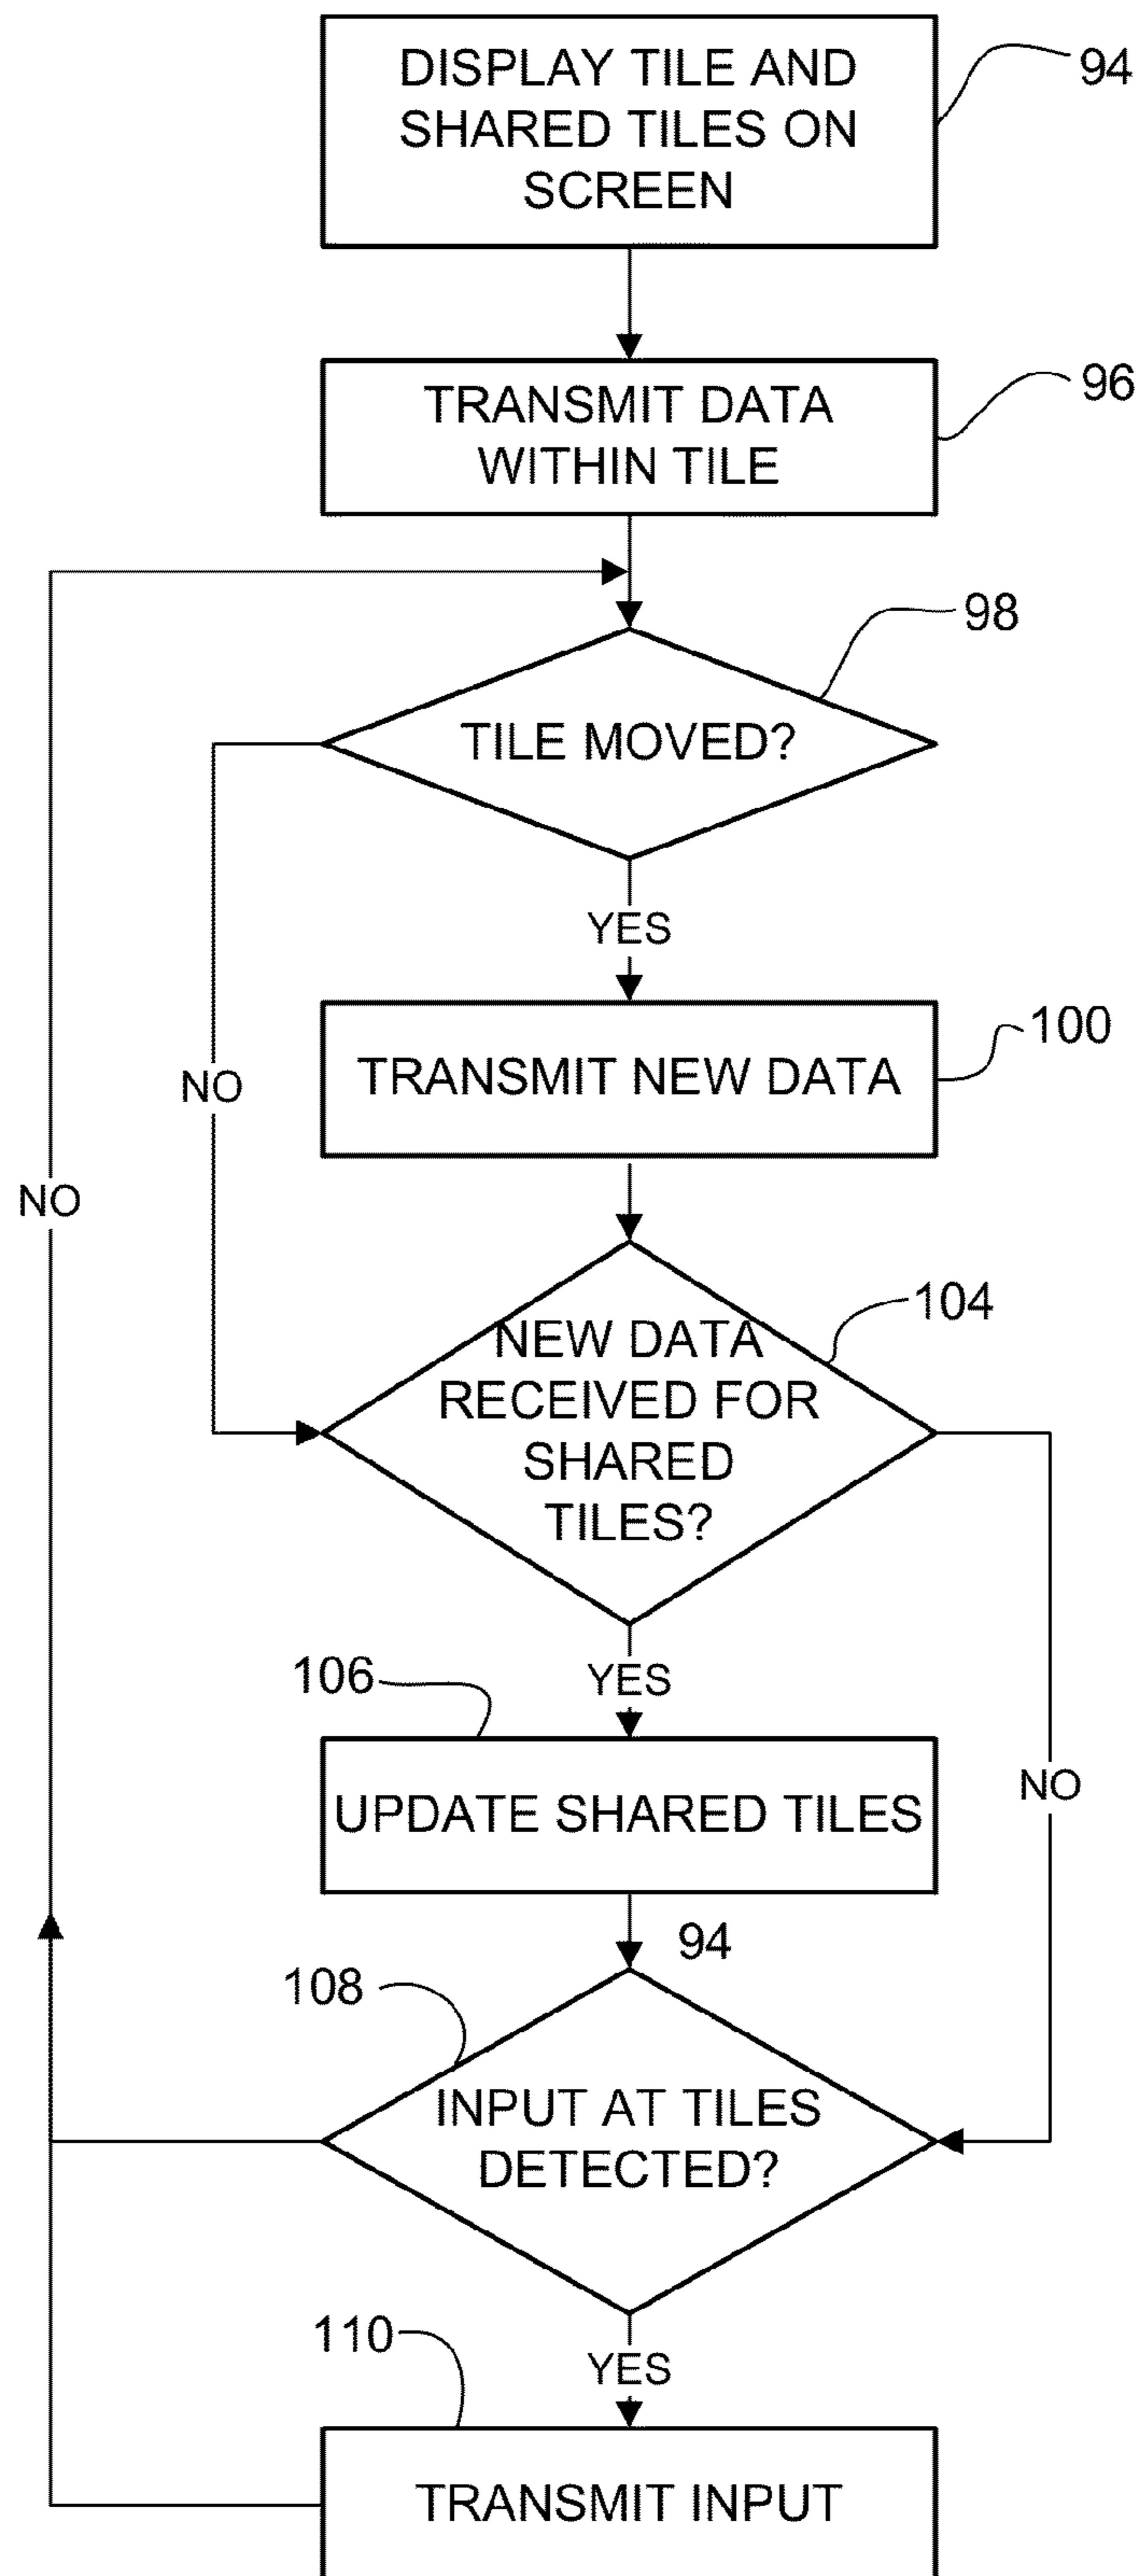 DISPLAY TILE AND
SHARED TILES ON
SCREEN
94
TRANSMIT DATA
WITHIN TILE
96
98
TILE MOVED?
YES
NO
100
TRANSMIT NEW DATA
NO
104
NEW DATA
RECEIVED FOR
SHARED
TILES?
106
YES
NO
UPDATE SHARED TILES
94
108
INPUT AT TILES
DETECTED?
110
YES
TRANSMIT INPUT